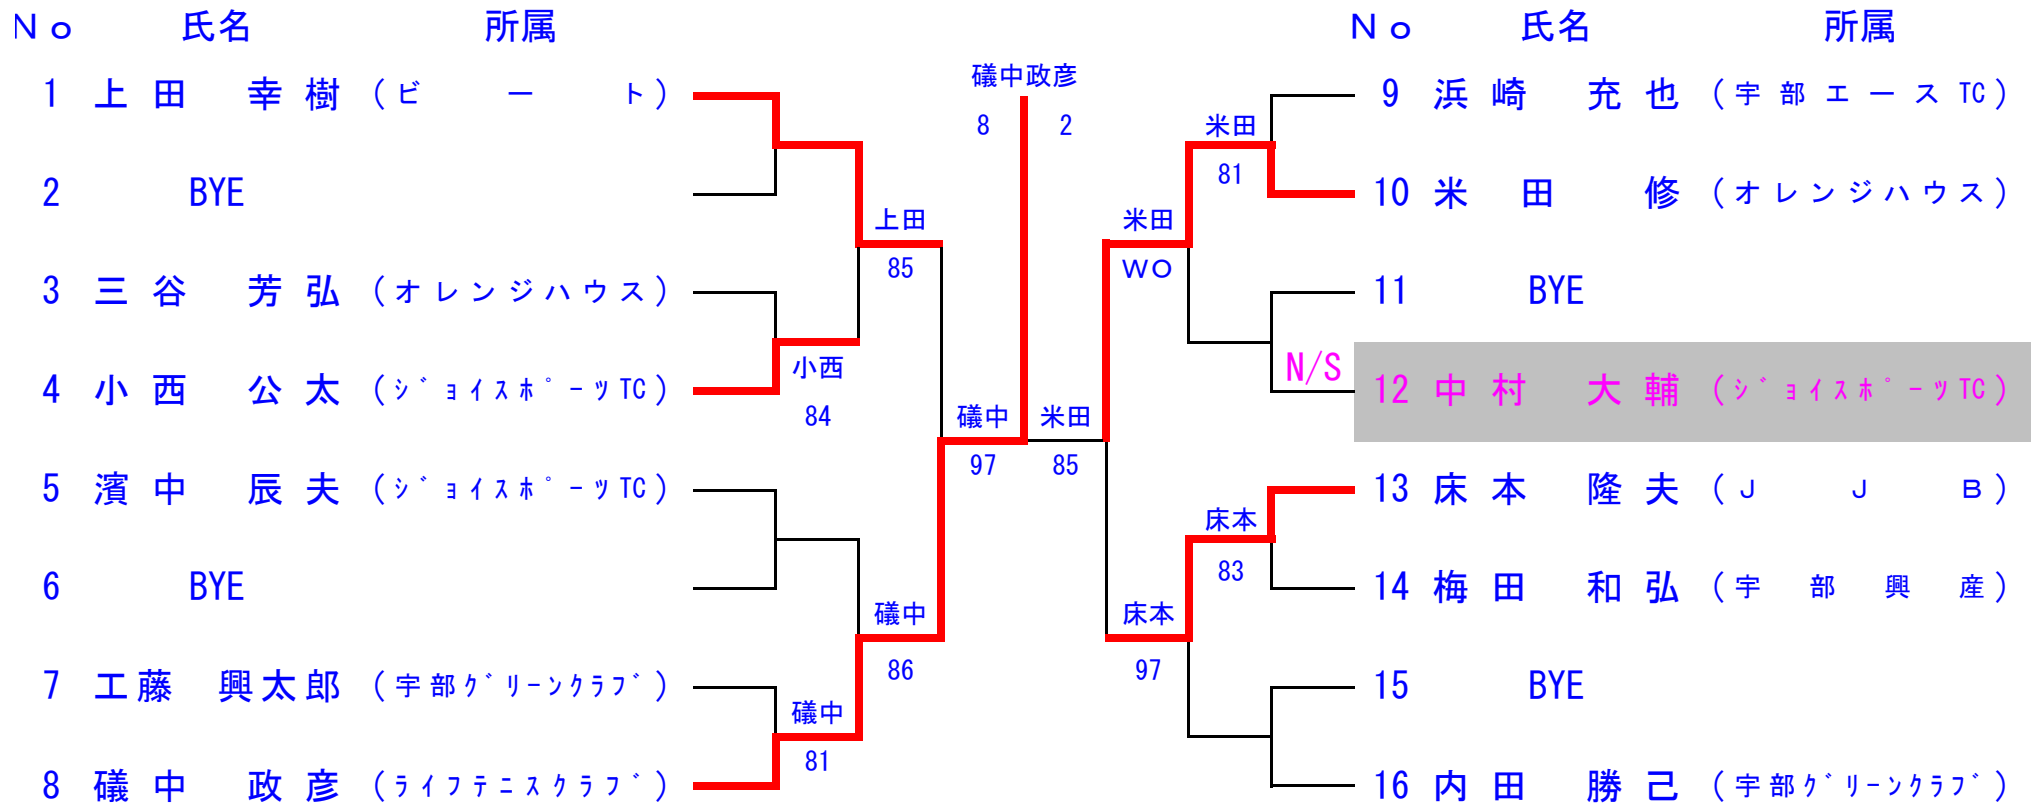 Ｎｏ 氏名 所属
1 上田 幸樹 (ビート)
2 BYE
3 三谷 芳弘 (オレンジハウス)
4 小西 公太 (ｼﾞｮｲｽﾎﾟｰﾂTC)
5 濱中 辰夫 (ｼﾞｮｲｽﾎﾟｰﾂTC)
6 BYE
7 工藤 興太郎 (宇部ｸﾞﾘｰﾝｸﾗﾌﾞ)
8 礒中 政彦 (ﾗｲﾌﾃﾆｽｸﾗﾌﾞ)
上田
85
小西
84
礒中
86
礒中
81
礒中政彦
8 2
礒中 米田
97 85
米田
81
米田
ＷＯ
N/S
床本
83
床本
97
Ｎｏ 氏名 所属
9 浜崎 充也 (宇部エースTC)
10 米田 修 (オレンジハウス)
11 BYE
12 中村 大輔 (ｼﾞｮｲｽﾎﾟｰﾂTC)
13 床本 隆夫 (ＪＪＢ)
14 梅田 和弘 (宇部興産)
15 BYE
16 内田 勝己 (宇部ｸﾞﾘｰﾝｸﾗﾌﾞ)